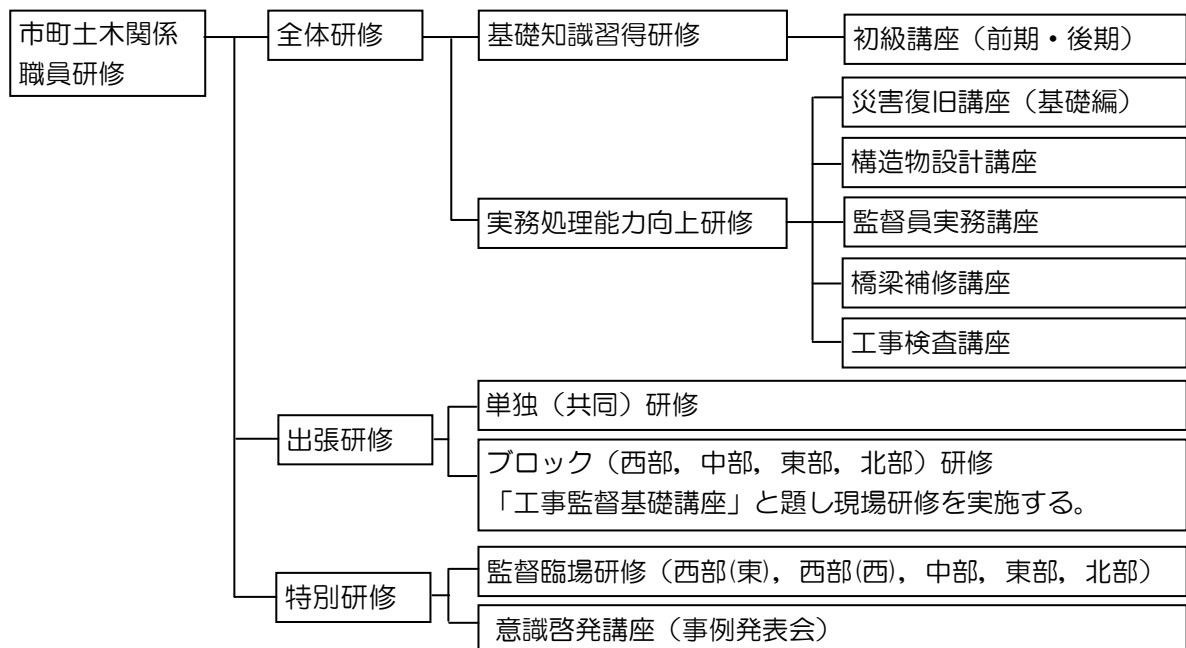 市町土木関係
職員研修
全体研修
基礎知識習得研修
初級講座（前期・後期）
実務処理能力向上研修
災害復旧講座（基礎編）
構造物設計講座
監督員実務講座
橋梁補修講座
工事検査講座
出張研修
単独（共同）研修
ブロック（西部，中部，東部，北部）研修
「工事監督基礎講座」と題し現場研修を実施する。
特別研修
監督臨場研修（西部(東)，西部(西)，中部，東部，北部）
意識啓発講座（事例発表会）